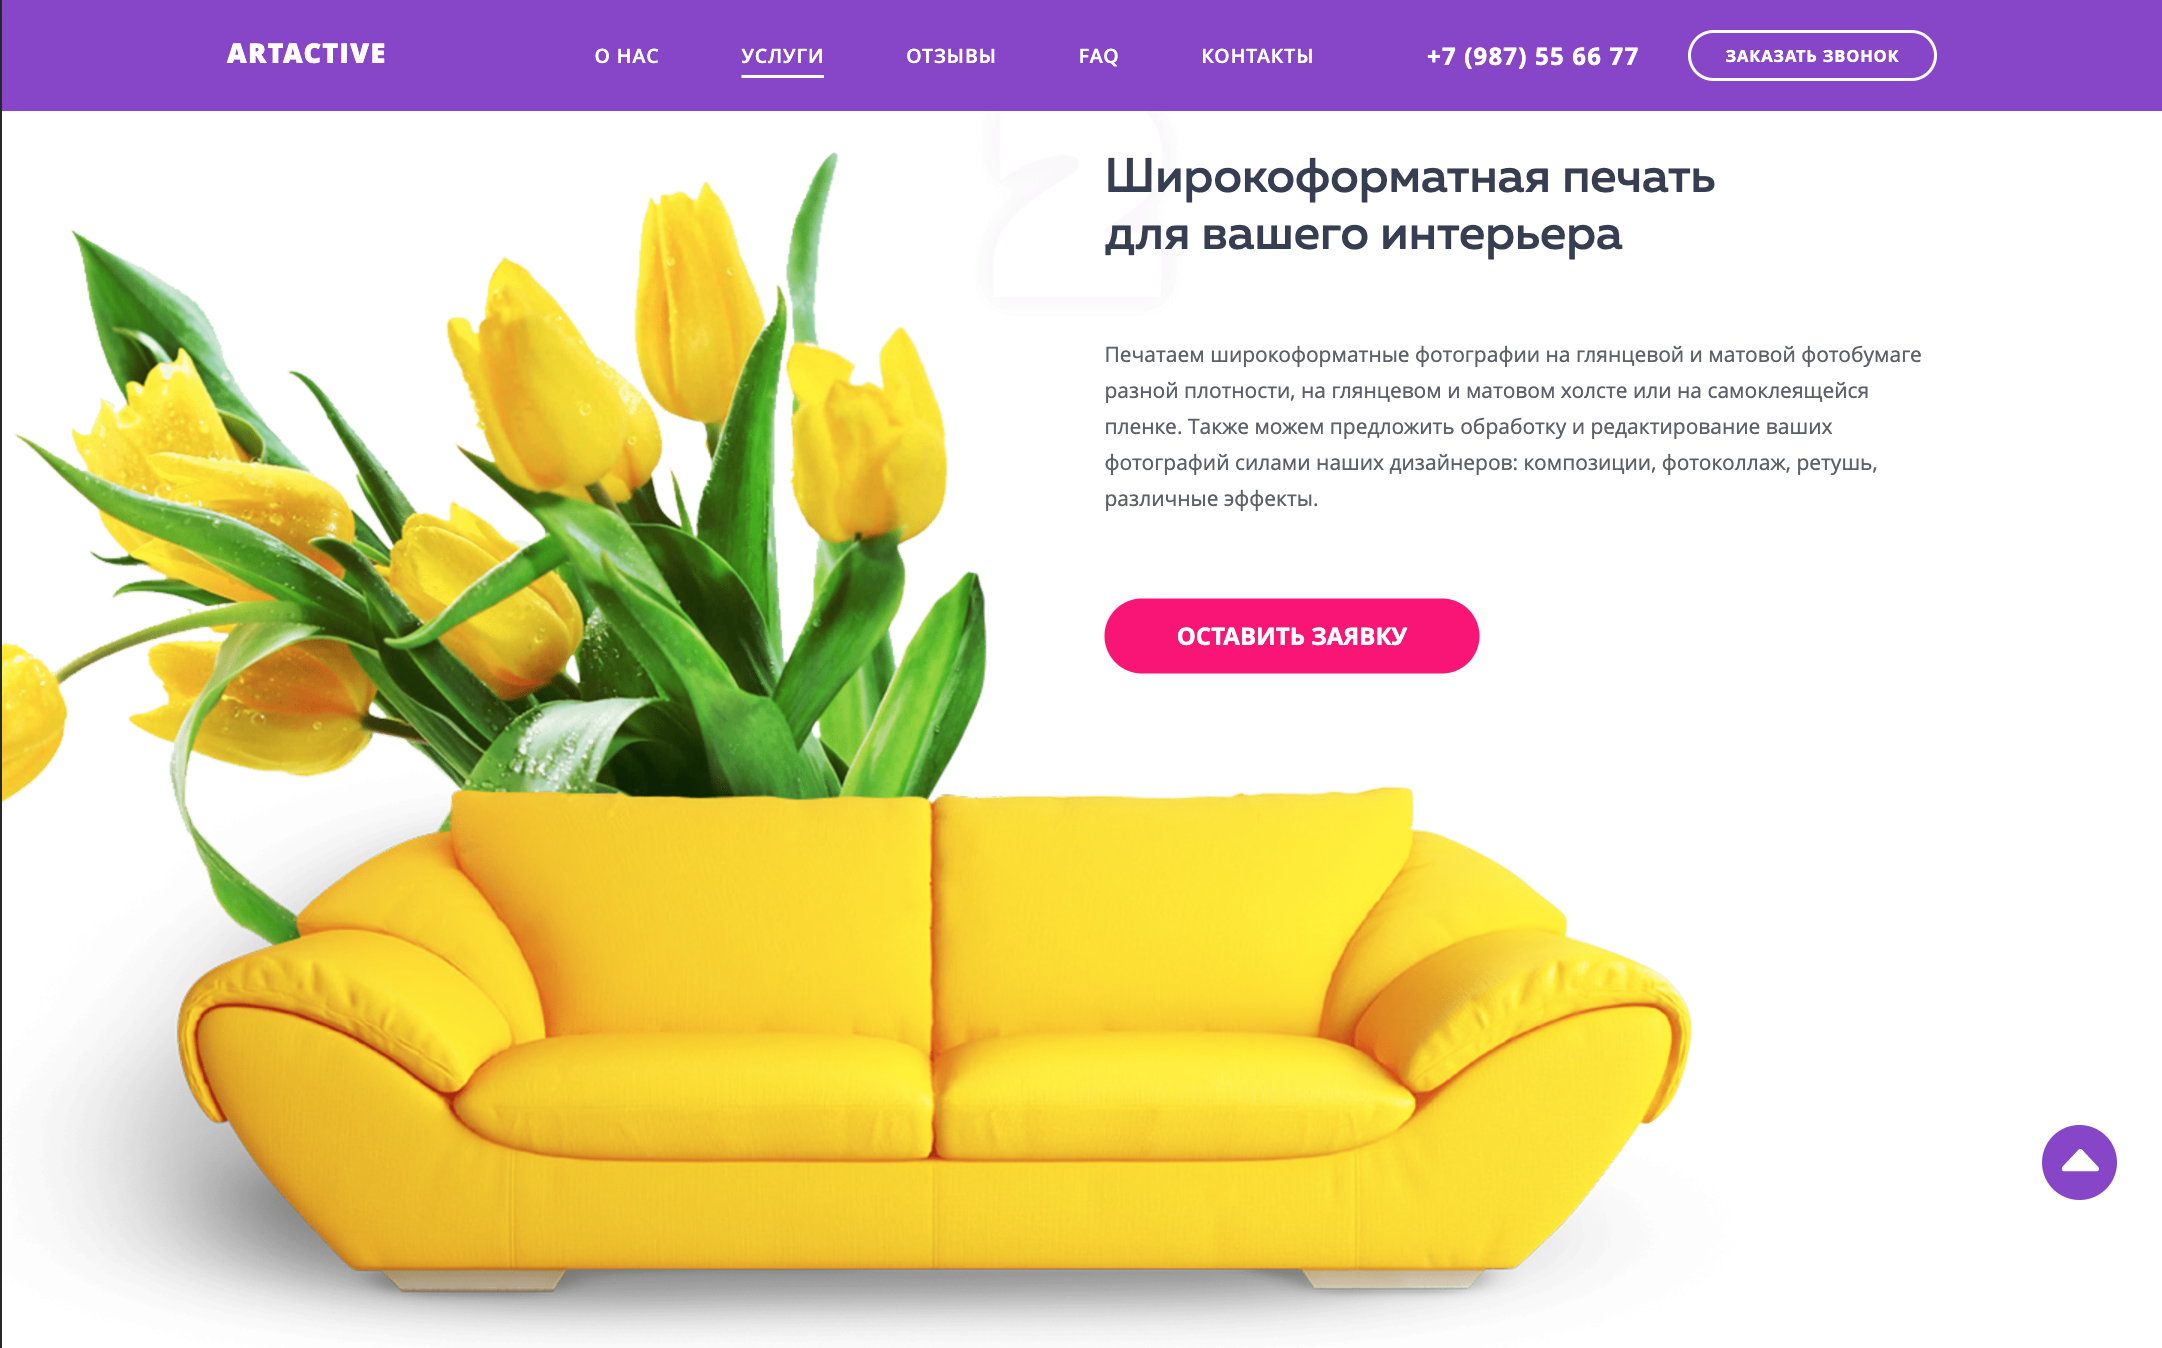 ARTACTIVE
О НАС
УСЛУГИ
ОТЗЫВЫ
FAQ
КОНТАКТЫ
+7 (987) 55 66 77
ЗАКАЗАТЬ ЗВОНОК
2
Широкоформатная печать
для вашего интерьера
Печатаем широкоформатные фотографии на глянцевой и матовой фотобумаге
разной плотности, на глянцевом и матовом холсте или на самоклеящейся
пленке. Также можем предложить обработку и редактирование ваших
фотографий силами наших дизайнеров: композиции, фотоколлаж, ретушь,
различные эффекты.
ОСТАВИТЬ ЗАЯВКУ